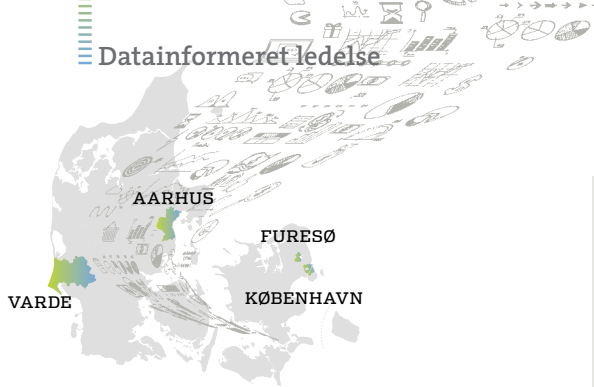 Datainformeret ledelse
AARHUS
FURESØ
VARDE
KØBENHAVN